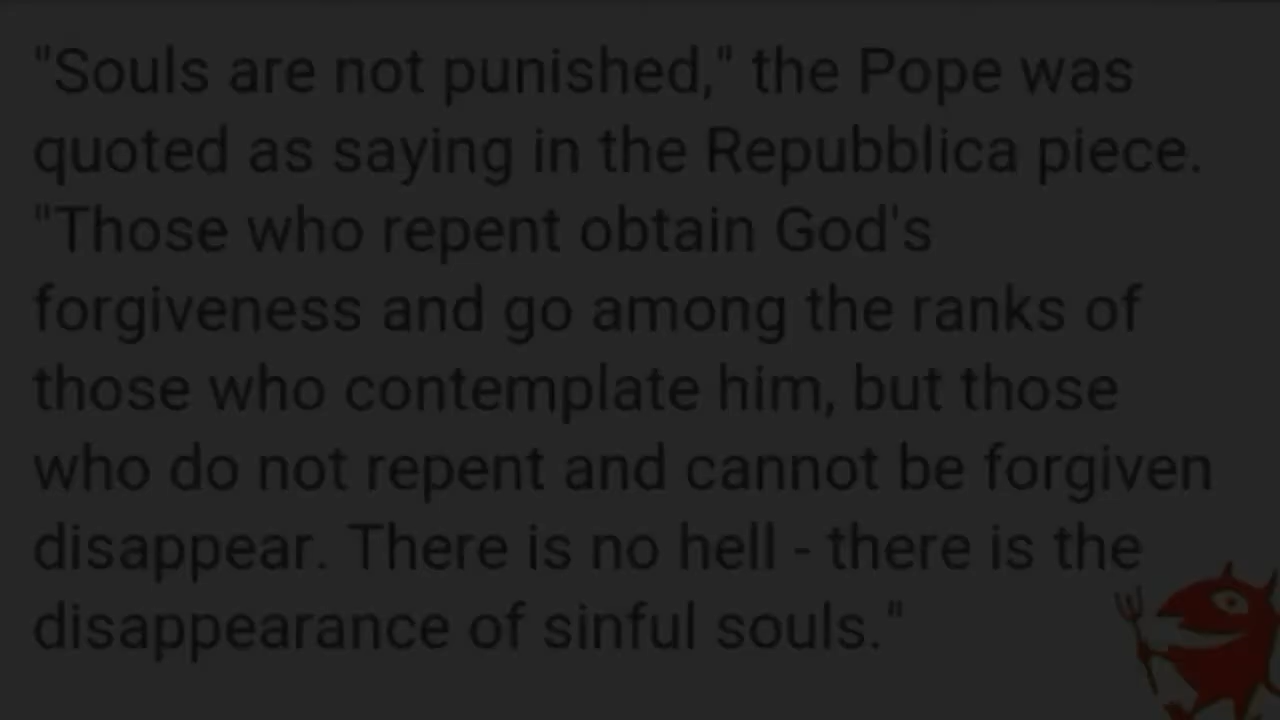 "Souls are not punished," the Pope was
quoted as saying in the Repubblica piece.
"Those who repent obtain God's
forgiveness and go among the ranks of
those who contemplate him, but those
who do not repent and cannot be forgiven
disappear. There is no hell - there is the
disappearance of sinful souls."